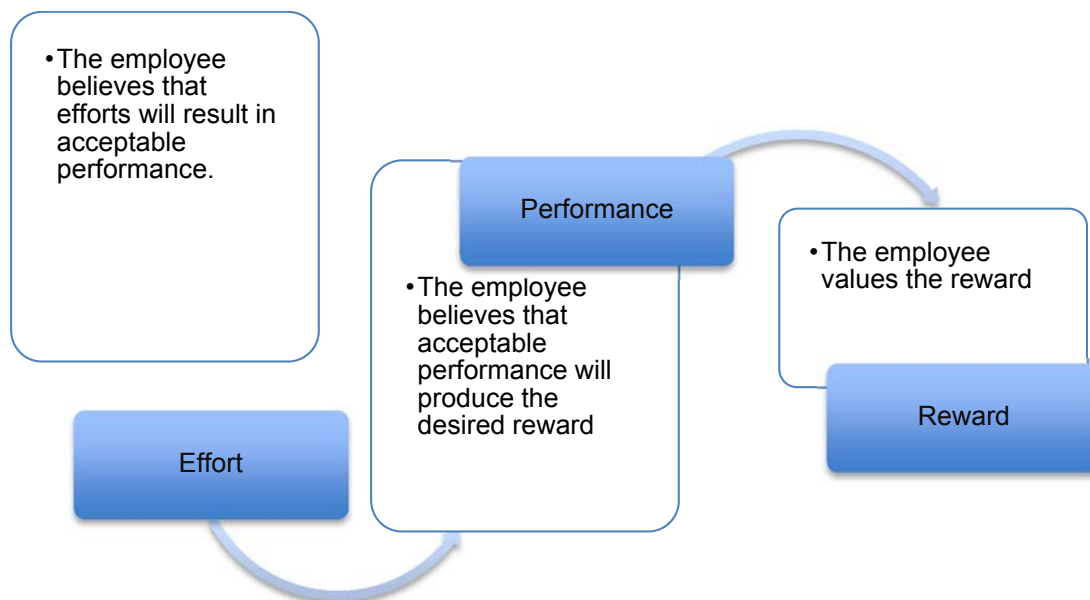 •The employee
believes that
efforts will result in
acceptable
performance.
Effort
Performance
•The employee
believes that
acceptable
performance will
produce the
desired reward
•The employee
values the reward
Reward